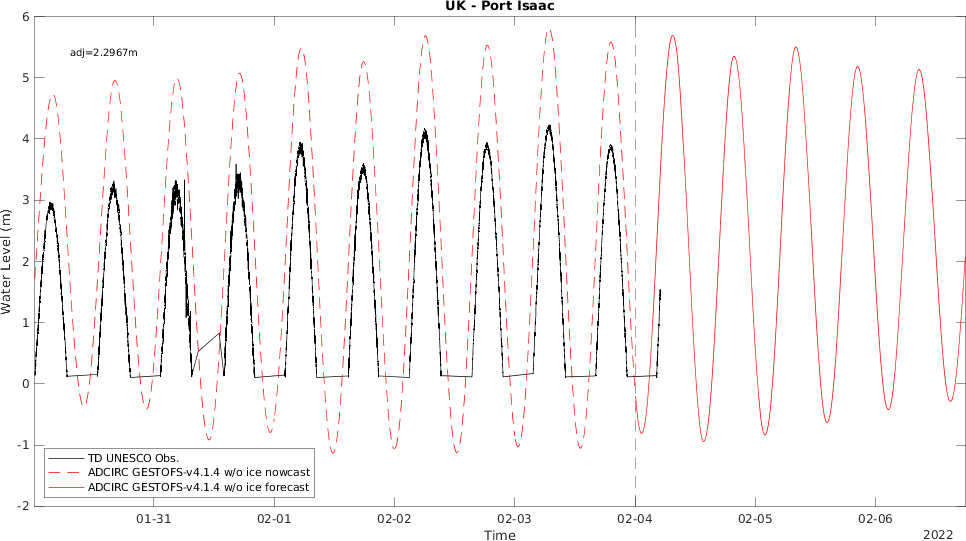 UK - Port Isaac
adj=2.2967m
6
5
4
3
2
1
0
-1
-2
Water Level (m)
TD UNESCO Obs.
ADCIRC GESTOFS-v4.1.4 w/o ice nowcast
ADCIRC GESTOFS-v4.1.4 w/o ice forecast
01-31 02-01 02-02 02-03 02-04 02-05 02-06
Time
2022